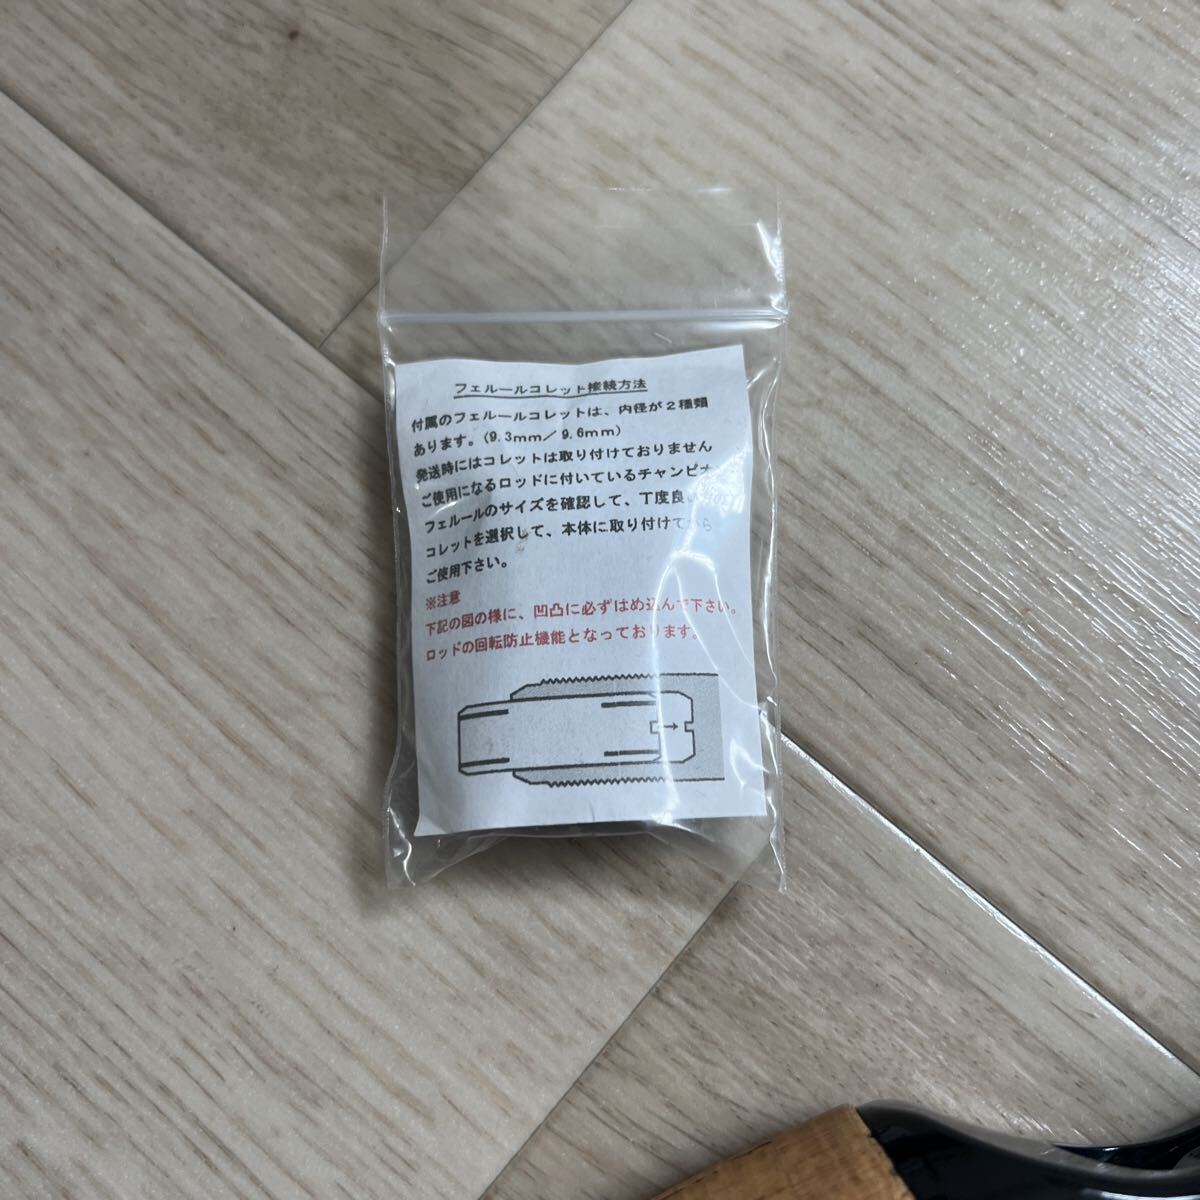 フェルールコレット接続方法
付属のフェルールコレットは、内径が2種類
あります。(9.3mm／9.6mm)
発送時にはコレットは取り付けておりません
ご使用になるロッドに付いているチャンピオ
フェルールのサイズを確認して、丁度良い
コレットを選択して、本体に取り付けてから
ご使用下さい。
※注意
下記の図の様に、凹凸に必ずはめ込んで下さい。
ロッドの回転防止機能となっております。